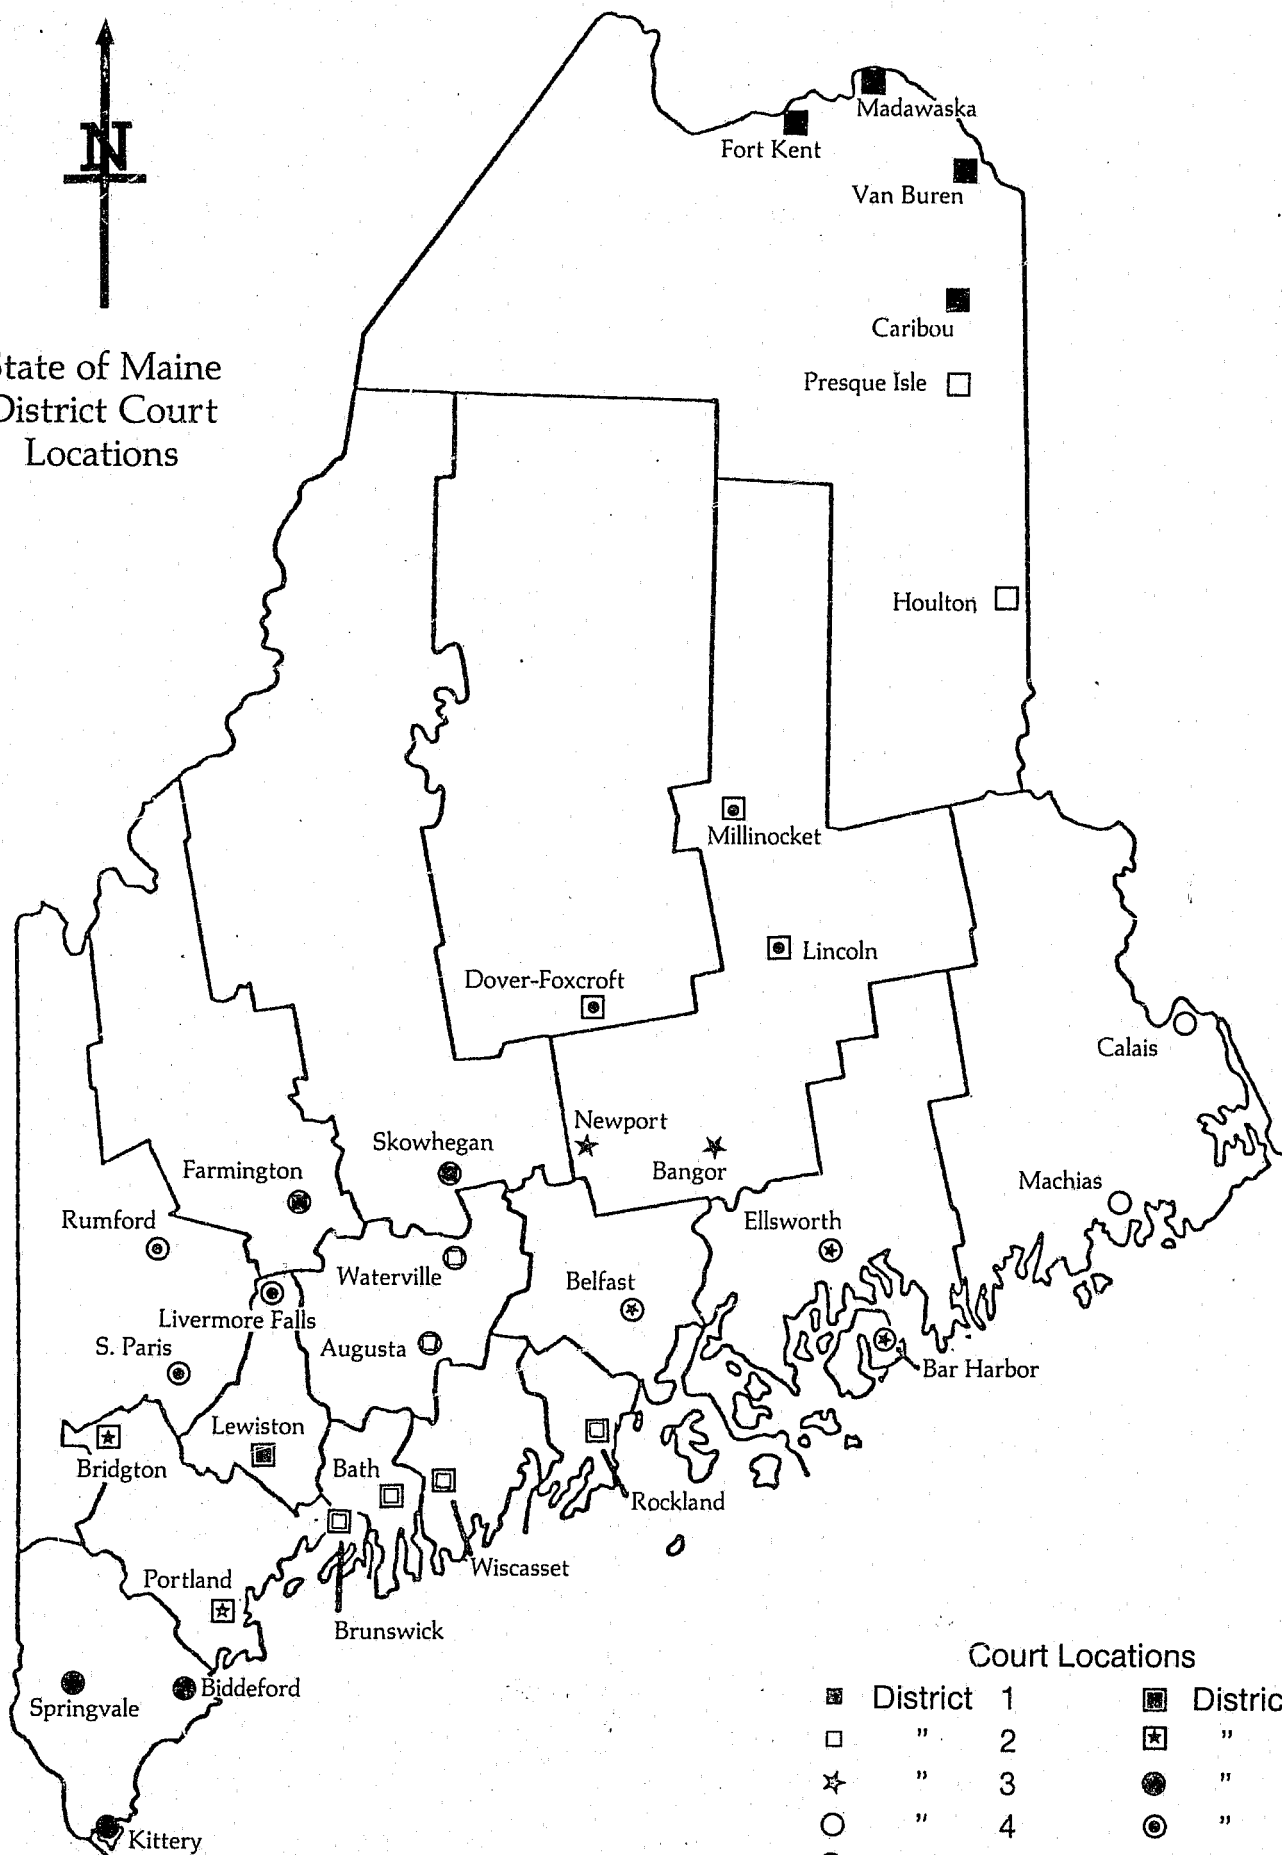 N
State of Maine
District Court
Locations
Madawaska
Fort Kent
Van Buren
Caribou
Presque Isle
Houlton
Millinocket
Lincoln
Dover-Foxcroft
Calais
Newport
Skowhegan
Bangor
Farmington
Machias
Rumford
Ellsworth
Waterville
Belfast
Livermore Falls
S. Paris
Augusta
Bar Harbor
Lewiston
Bridgton
Bath
Rockland
Wiscasset
Portland
Brunswick
Biddeford
Springvale
Kittery
Court Locations
District 1 Distric
" 2 "
" 3 "
" 4 "